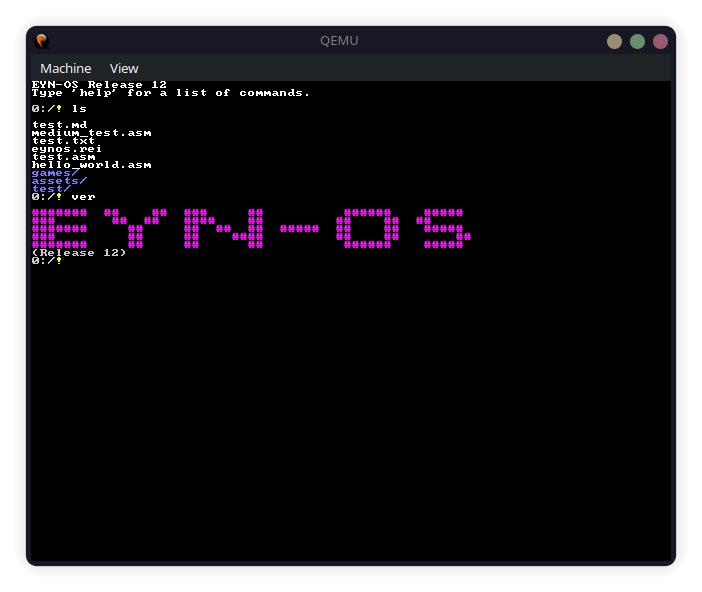 QEMU
Machine View
EYN-OS Release 12
Type 'help' for a list of commands.
0:/! ls
test.md
medium_test.asm
test.txt
eynos.rei
test.asm
hello_world.asm
games/
assets/
test/
0:/! ver
EYN-OS
(Release 12)
0:/!